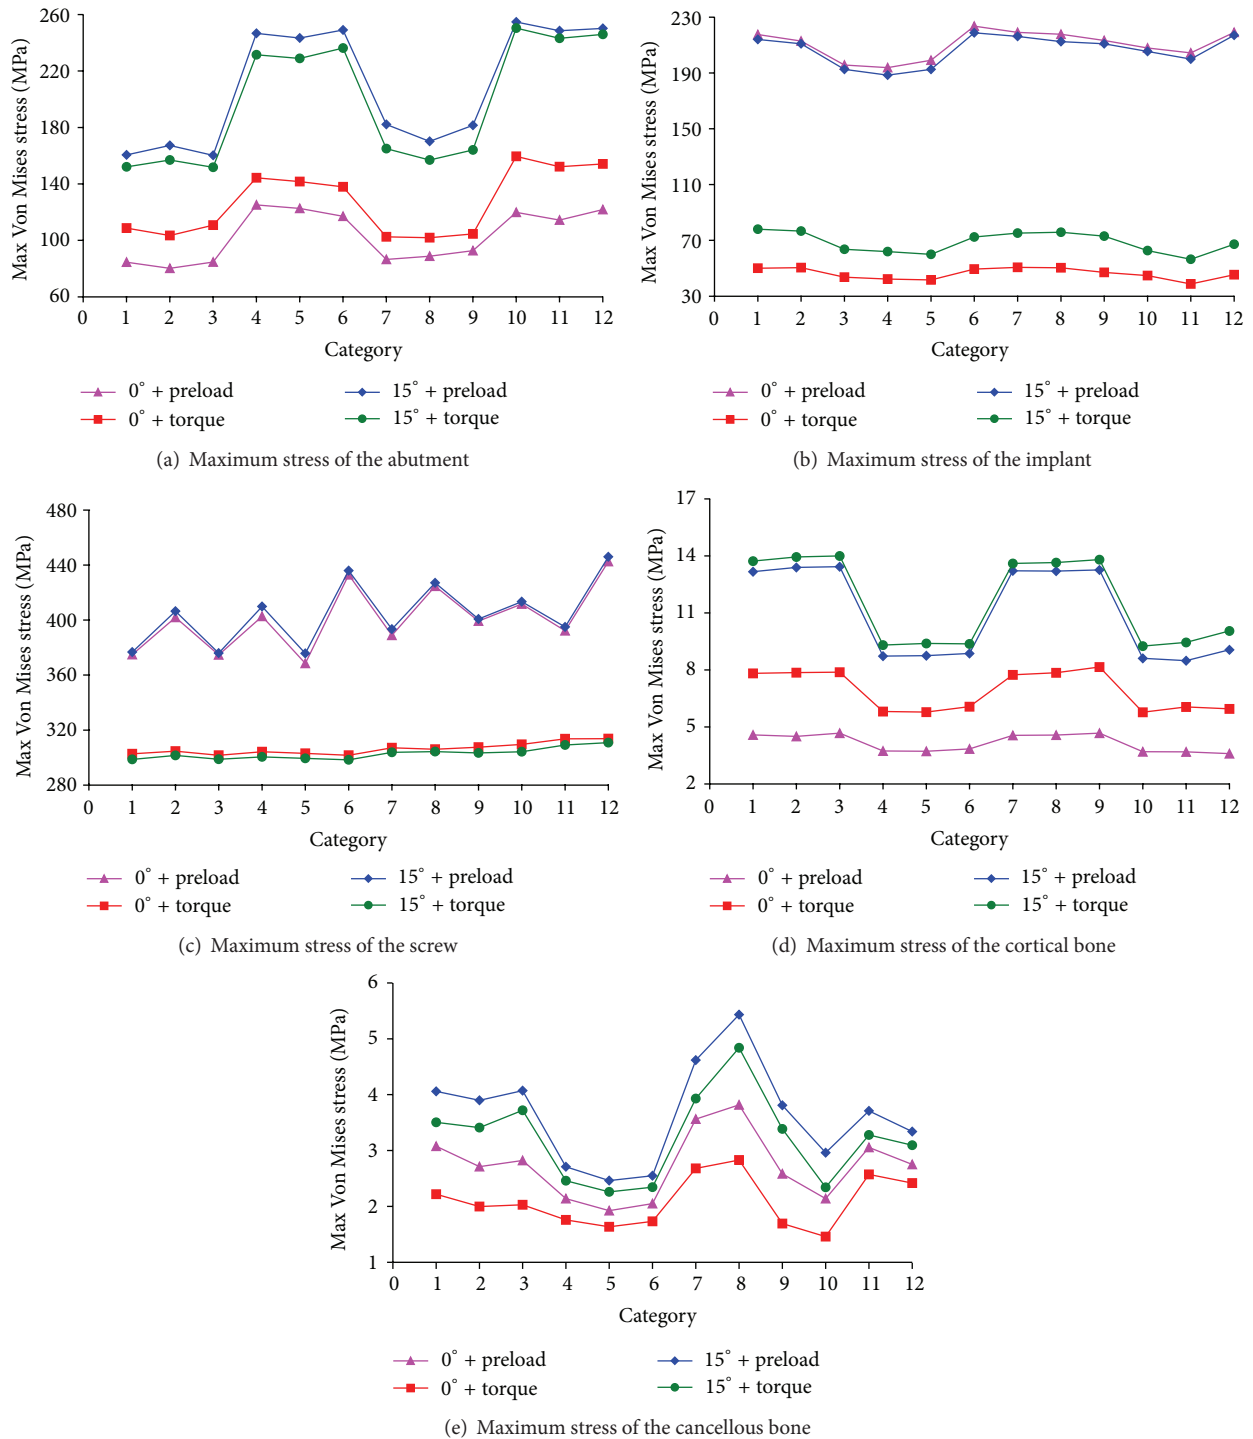 260
220
180
140
100
60
Max Von Mises stress (MPa)
0 1 2 3 4 5 6 7 8 9 10 11 12
Category
0° + preload 15° + preload
0° + torque 15° + torque
(a) Maximum stress of the abutment
230
190
150
110
70
30
Max Von Mises stress (MPa)
0 1 2 3 4 5 6 7 8 9 10 11 12
Category
0° + preload 15° + preload
0° + torque 15° + torque
(b) Maximum stress of the implant
480
440
400
360
320
280
Max Von Mises stress (MPa)
0 1 2 3 4 5 6 7 8 9 10 11 12
Category
0° + preload 15° + preload
0° + torque 15° + torque
(c) Maximum stress of the screw
17
14
11
8
5
2
Max Von Mises stress (MPa)
0 1 2 3 4 5 6 7 8 9 10 11 12
Category
0° + preload 15° + preload
0° + torque 15° + torque
(d) Maximum stress of the cortical bone
6
5
4
3
2
1
Max Von Mises stress (MPa)
0 1 2 3 4 5 6 7 8 9 10 11 12
Category
0° + preload 15° + preload
0° + torque 15° + torque
(e) Maximum stress of the cancellous bone